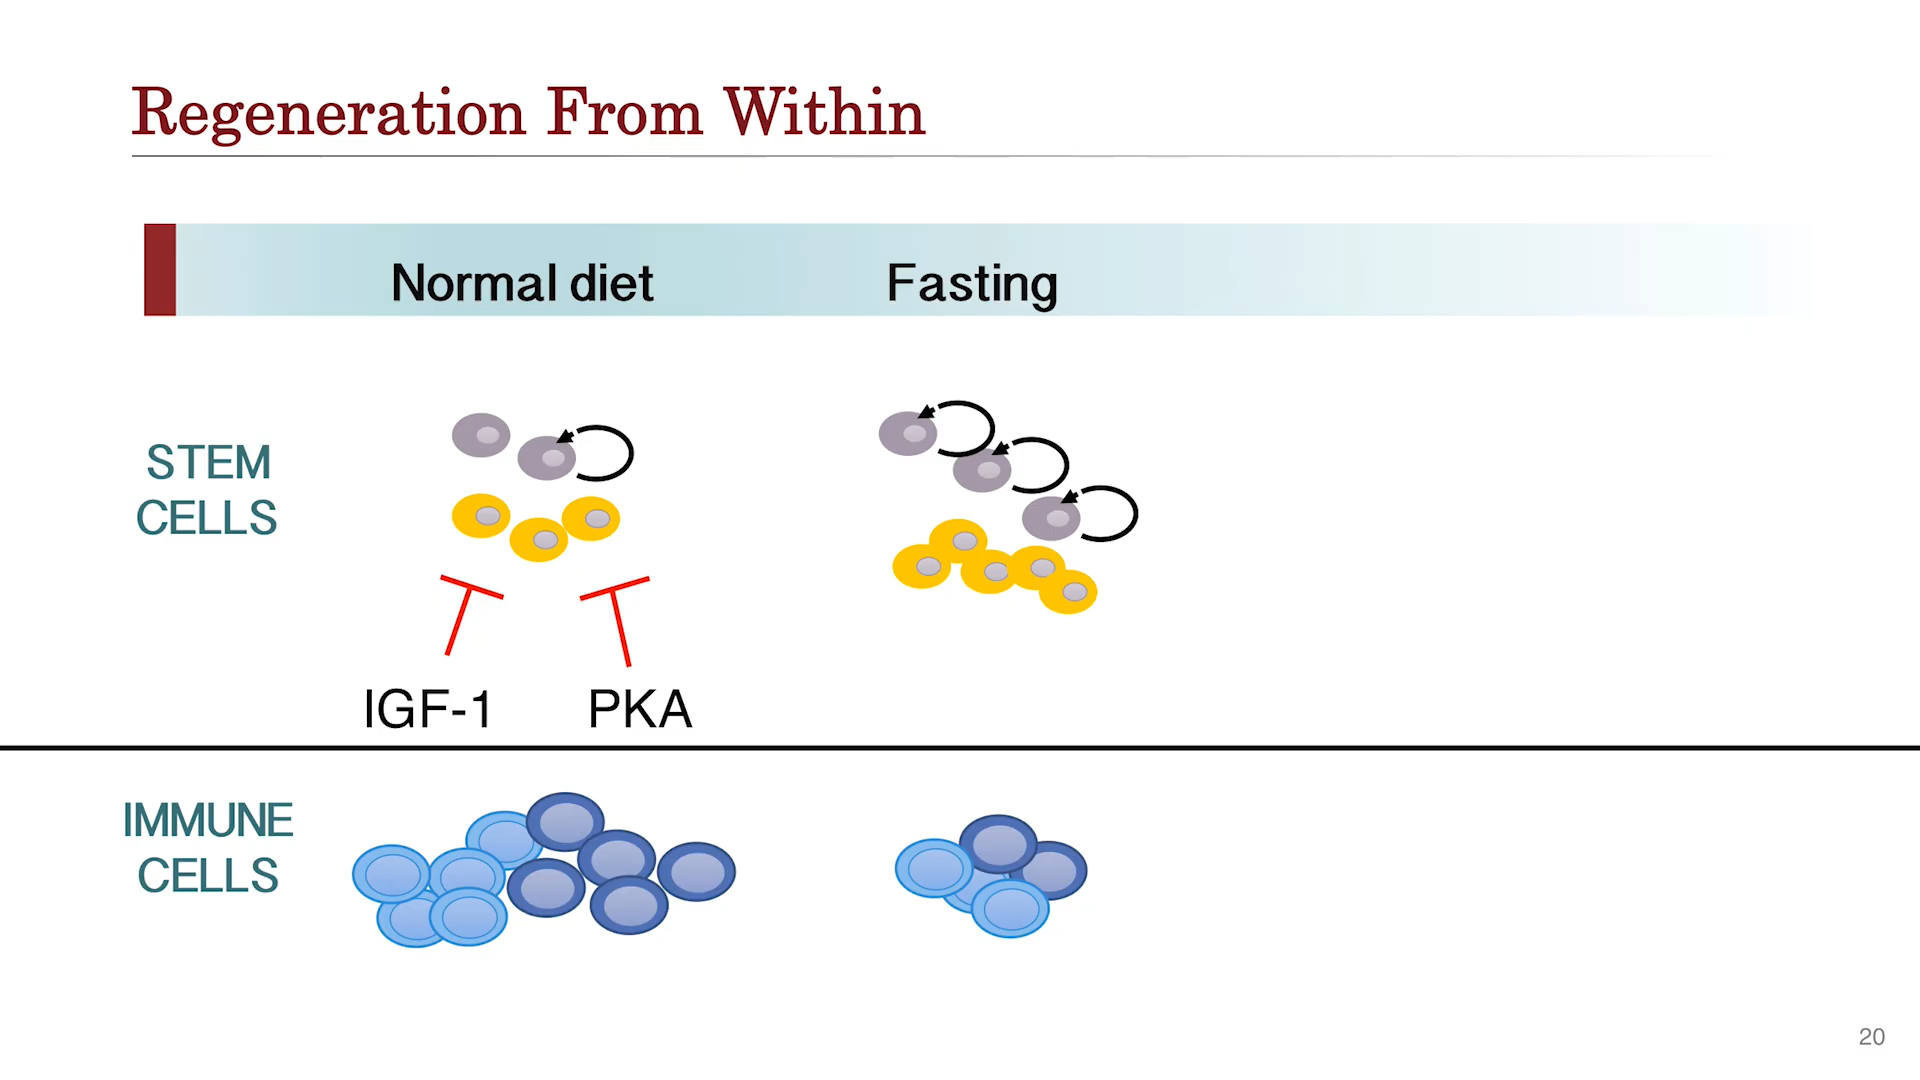 Regeneration From Within
Normal diet
Fasting
STEM
CELLS
IGF-1
PKA
IMMUNE
CELLS
20